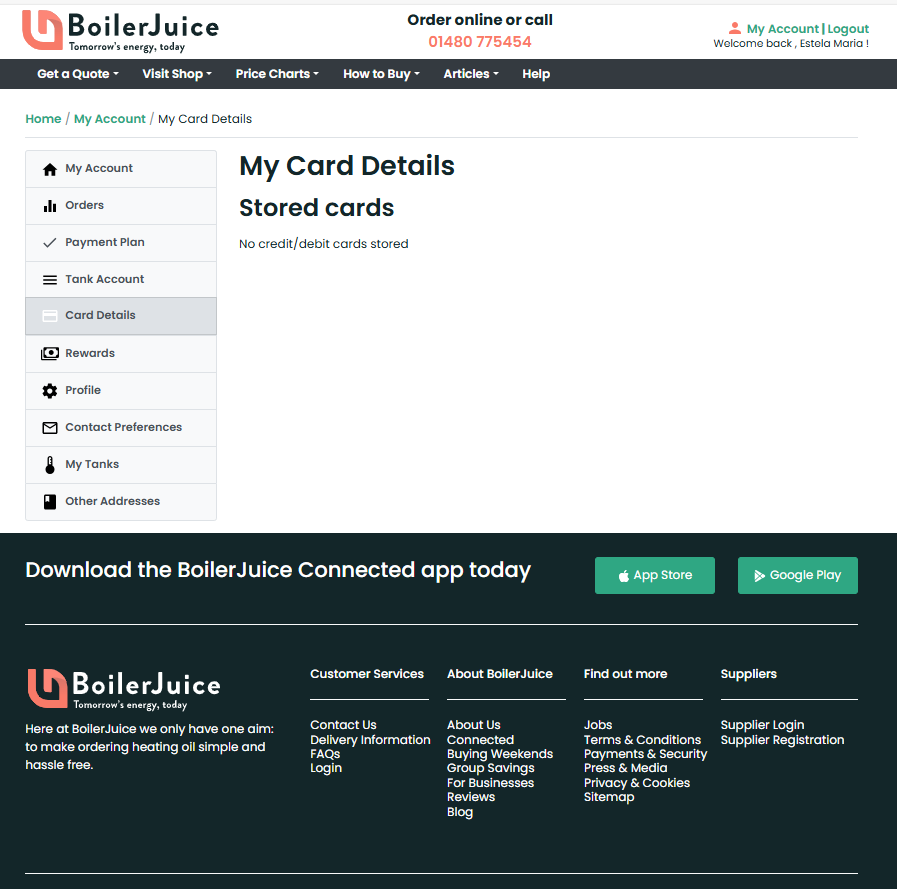 BoilerJuice
Tomorrow's energy, today
Order online or call
01480 775454
My Account | Logout
Welcome back , Estela Maria !
Get a Quote Visit Shop Price Charts How to Buy Articles Help
Home / My Account / My Card Details
My Account
Orders
Payment Plan
Tank Account
Card Details
Rewards
Profile
Contact Preferences
My Tanks
Other Addresses
My Card Details
Stored cards
No credit/debit cards stored
Download the BoilerJuice Connected app today
App Store
Google Play
BoilerJuice
Tomorrow's energy, today
Here at BoilerJuice we only have one aim:
to make ordering heating oil simple and
hassle free.
Customer Services
Contact Us
Delivery Information
FAQs
Login
About BoilerJuice
About Us
Connected
Buying Weekends
Group Savings
For Businesses
Reviews
Blog
Find out more
Jobs
Terms & Conditions
Payments & Security
Press & Media
Privacy & Cookies
Sitemap
Suppliers
Supplier Login
Supplier Registration